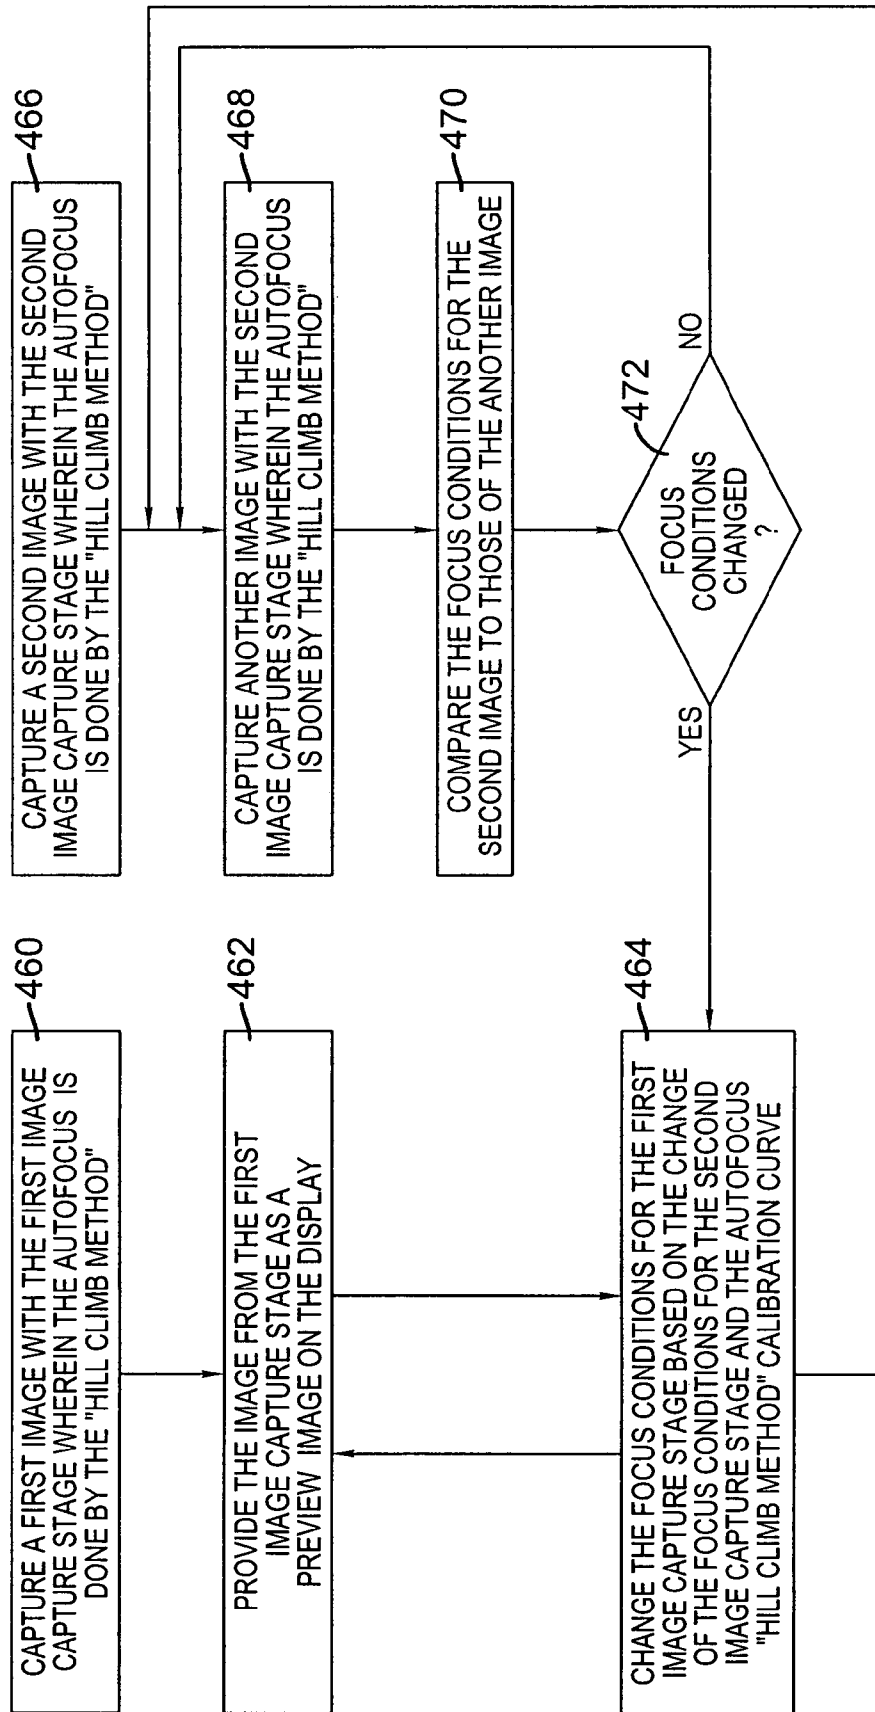 CAPTURE A FIRST IMAGE WITH THE FIRST IMAGE
CAPTURE STAGE WHEREIN THE AUTOFOCUS IS
DONE BY THE "HILL CLIMB METHOD"
460
PROVIDE THE IMAGE FROM THE FIRST
IMAGE CAPTURE STAGE AS A
PREVIEW IMAGE ON THE DISPLAY
462
CHANGE THE FOCUS CONDITIONS FOR THE FIRST
IMAGE CAPTURE STAGE BASED ON THE CHANGE
OF THE FOCUS CONDITIONS FOR THE SECOND
IMAGE CAPTURE STAGE AND THE AUTOFOCUS
"HILL CLIMB METHOD" CALIBRATION CURVE
464
CAPTURE A SECOND IMAGE WITH THE SECOND
IMAGE CAPTURE STAGE WHEREIN THE AUTOFOCUS
IS DONE BY THE "HILL CLIMB METHOD"
466
CAPTURE ANOTHER IMAGE WITH THE SECOND
IMAGE CAPTURE STAGE WHEREIN THE AUTOFOCUS
IS DONE BY THE "HILL CLIMB METHOD"
468
COMPARE THE FOCUS CONDITIONS FOR THE
SECOND IMAGE TO THOSE OF THE ANOTHER IMAGE
470
FOCUS
CONDITIONS
CHANGED
?
472
YES
NO